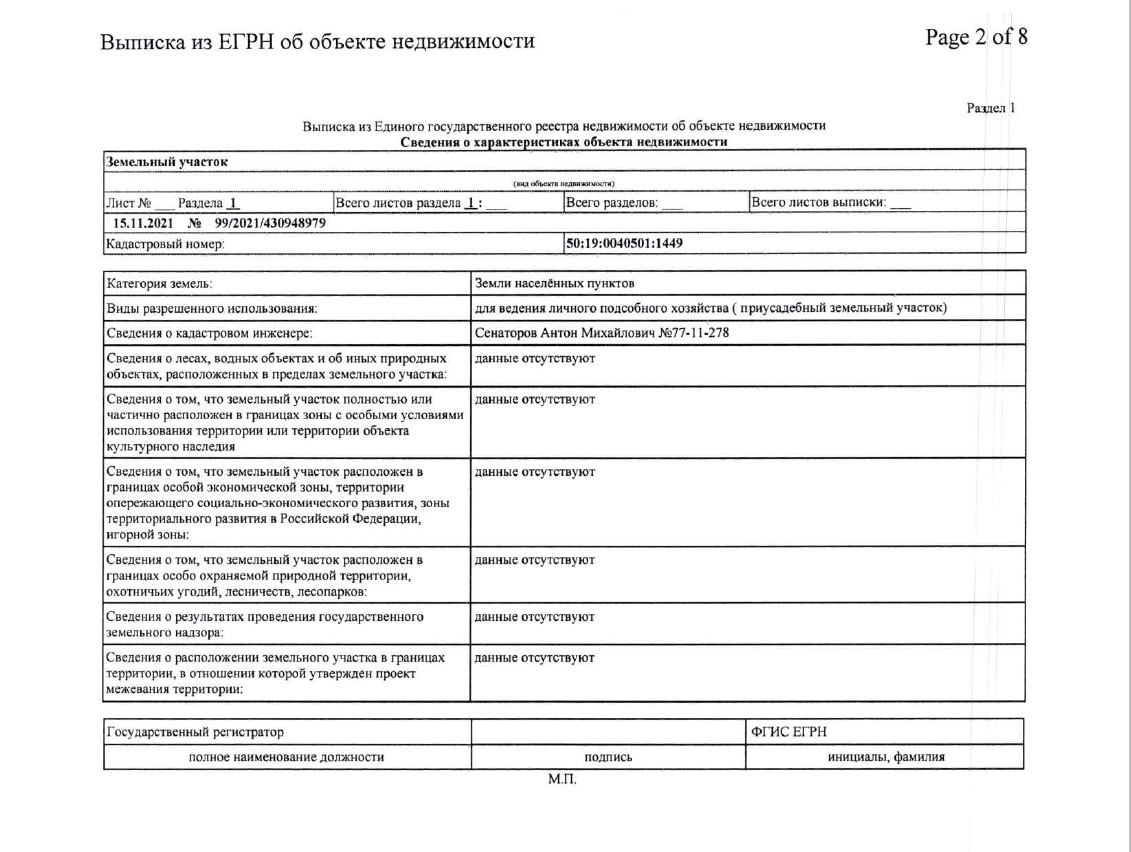 Выписка из ЕГРН об объекте недвижимости
Page 2 of 8
Раздел 1
Выписка из Единого государственного реестра недвижимости об объекте недвижимости
Сведения о характеристиках объекта недвижимости
Земельный участок
(вид объекта недвижимости)
Лист № ___ Раздела 1 Всего листов раздела 1 : ___ Всего разделов: ___ Всего листов выписки: ___
15.11.2021 № 99/2021/430948979
Кадастровый номер: 50:19:0040501:1449
Категория земель: Земли населённых пунктов
Виды разрешенного использования: для ведения личного подсобного хозяйства ( приусадебный земельный участок)
Сведения о кадастровом инженере: Сенаторов Антон Михайлович №77-11-278
Сведения о лесах, водных объектах и об иных природных данные отсутствуют
объектах, расположенных в пределах земельного участка:
Сведения о том, что земельный участок полностью или данные отсутствуют
частично расположен в границах зоны с особыми условиями
использования территории или территории объекта
культурного наследия
Сведения о том, что земельный участок расположен в данные отсутствуют
границах особой экономической зоны, территории
опережающего социально-экономического развития, зоны
территориального развития в Российской Федерации,
игорной зоны:
Сведения о том, что земельный участок расположен в данные отсутствуют
границах особо охраняемой природной территории,
охотничьих угодий, лесничеств, лесопарков:
Сведения о результатах проведения государственного данные отсутствуют
земельного надзора:
Сведения о расположении земельного участка в границах данные отсутствуют
территории, в отношении которой утвержден проект
межевания территории:
Государственный регистратор ФГИС ЕГРН
полное наименование должности подпись инициалы, фамилия
М.П.